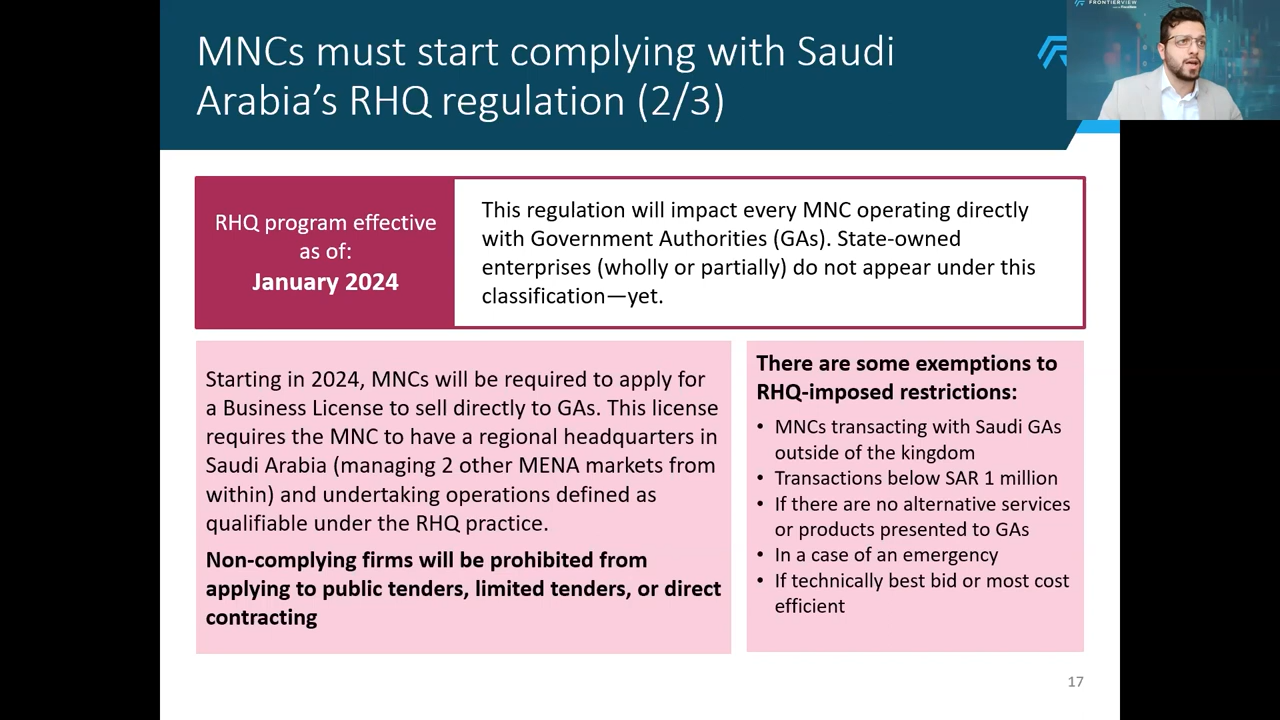 FRONTIERVIEW
MNCs must start complying with Saudi
Arabia’s RHQ regulation (2/3)
RHQ program effective
as of:
January 2024
This regulation will impact every MNC operating directly
with Government Authorities (GAs). State-owned
enterprises (wholly or partially) do not appear under this
classification—yet.
Starting in 2024, MNCs will be required to apply for
a Business License to sell directly to GAs. This license
requires the MNC to have a regional headquarters in
Saudi Arabia (managing 2 other MENA markets from
within) and undertaking operations defined as
qualifiable under the RHQ practice.
Non-complying firms will be prohibited from
applying to public tenders, limited tenders, or direct
contracting
There are some exemptions to
RHQ-imposed restrictions:
• MNCs transacting with Saudi GAs
outside of the kingdom
• Transactions below SAR 1 million
• If there are no alternative services
or products presented to GAs
• In a case of an emergency
• If technically best bid or most cost
efficient
17